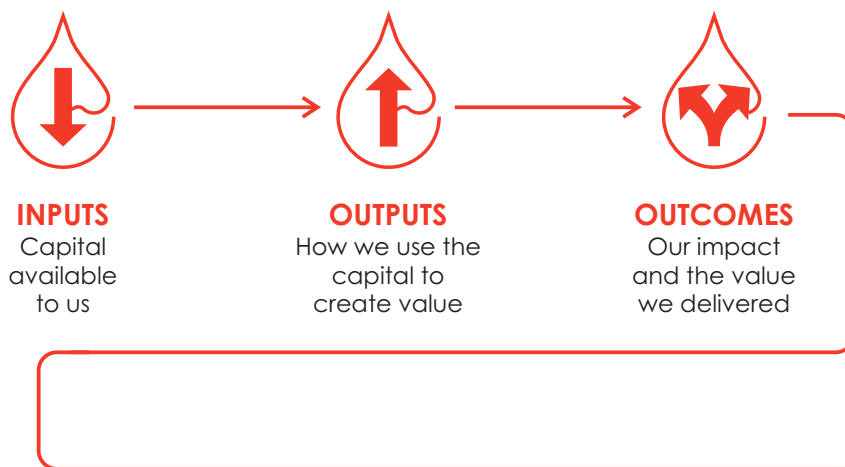 INPUTS
Capital
available
to us
OUTPUTS
How we use the
capital to
create value
OUTCOMES
Our impact
and the value
we delivered